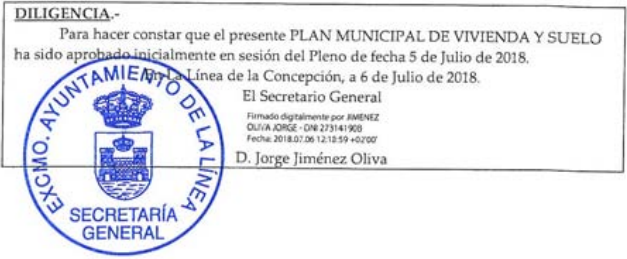 DILIGENCIA.-
Para hacer constar que el presente PLAN MUNICIPAL DE VIVIENDA Y SUELO
ha sido aprobado inicialmente en sesión del Pleno de fecha 5 de Julio de 2018.
En La Línea de la Concepción, a 6 de Julio de 2018.
El Secretario General
Firmado digitalmente por JIMENEZ
OLIVA JORGE - DNI 27314190B
Fecha: 2018.07.06 12:18:59 +02'00'
D. Jorge Jiménez Oliva
EXCMO. AYUNTAMIENTO DE LA LÍNEA
SECRETARÍA
GENERAL